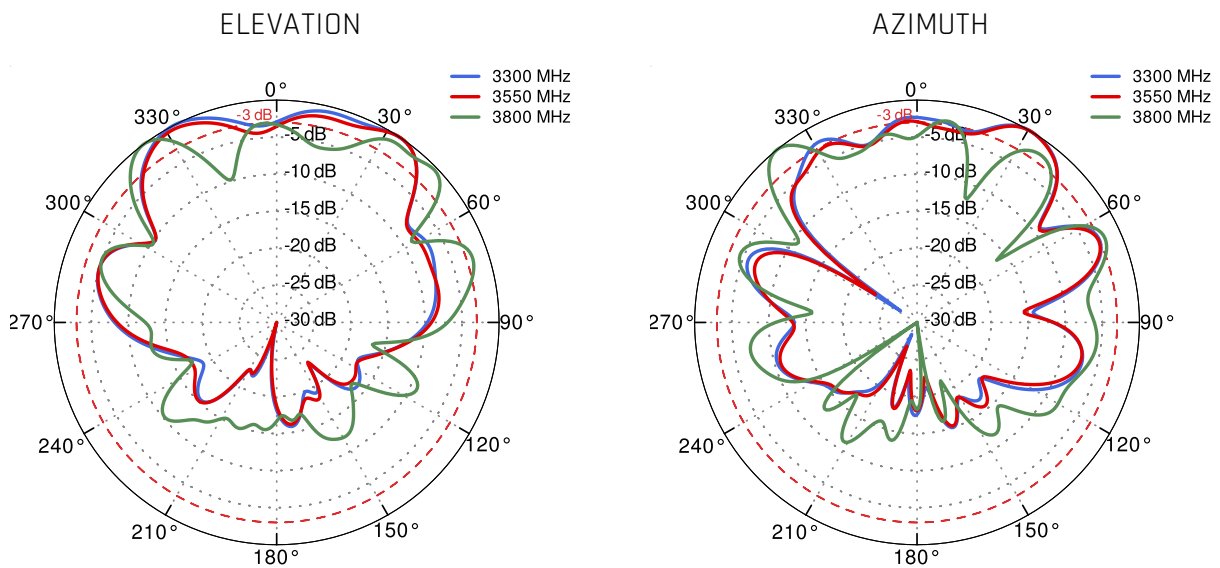 ELEVATION
3300 MHz
3550 MHz
3800 MHz
0°
330°
-3 dB
30°
-5 dB
-10 dB
300°
60°
-15 dB
-20 dB
-25 dB
270°
-30 dB
90°
240°
120°
210°
150°
180°
AZIMUTH
3300 MHz
3550 MHz
3800 MHz
0°
330°
-3 dB
30°
-5 dB
-10 dB
300°
60°
-15 dB
-20 dB
-25 dB
270°
-30 dB
90°
240°
120°
210°
150°
180°